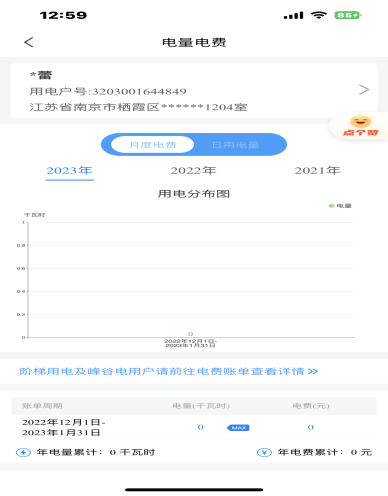 12:59
85+
电量电费
*蕾
用电户号:3203001644849
江苏省南京市栖霞区******1204室
点个赞
月度电费 日用电量
2023年 2022年 2021年
用电分布图
电量
千瓦时
1
0.8
0.6
0.4
0.2
0
0
2022年12月1日-
2023年1月31日
阶梯用电及峰谷电用户请前往电费账单查看详情
账单周期 电量(千瓦时) 电费(元)
2022年12月1日-
2023年1月31日 0 MAX 0
年电量累计：0 千瓦时 年电费累计：0 元